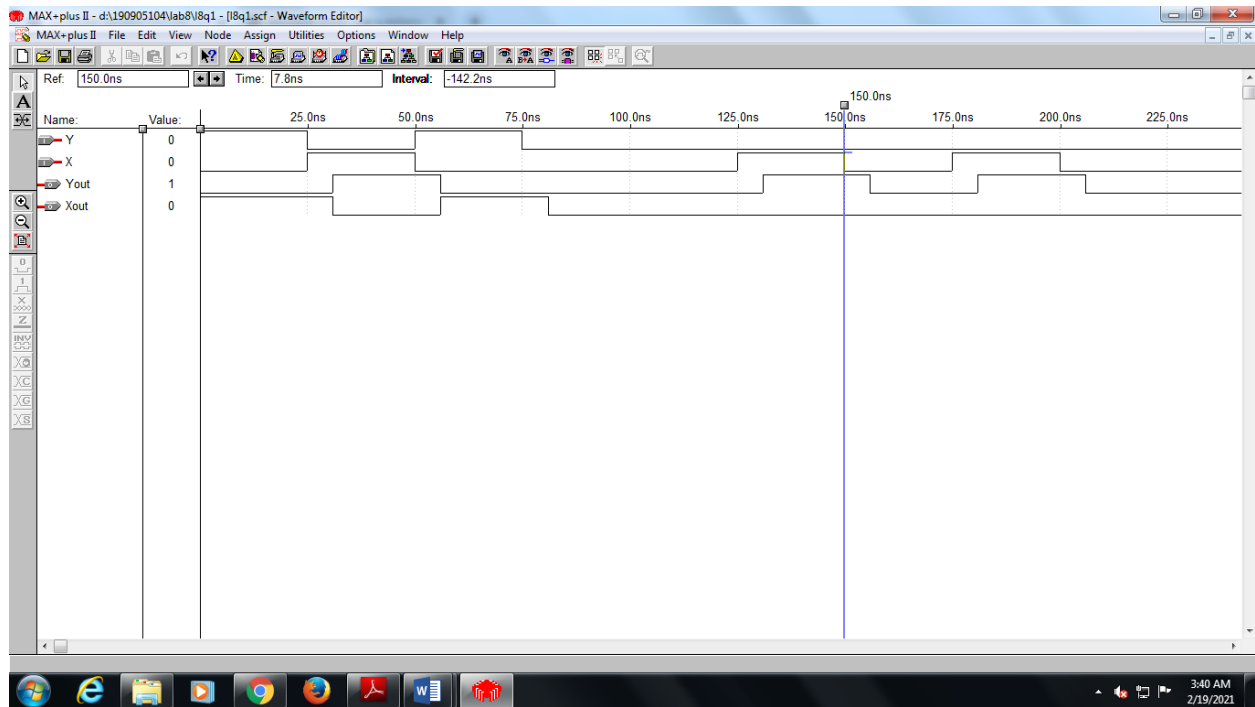 MAX+plus II - d:\190905104\lab8\l8q1 - [l8q1.scf - Waveform Editor]
MAX+plus II File Edit View Node Assign Utilities Options Window Help
Ref: 150.0ns Time: 7.8ns Interval: -142.2ns
150.0ns
Name: Value: 25.0ns 50.0ns 75.0ns 100.0ns 125.0ns 150.0ns 175.0ns 200.0ns 225.0ns
Y 0
X 0
Yout 1
Xout 0
3:40 AM
2/19/2021